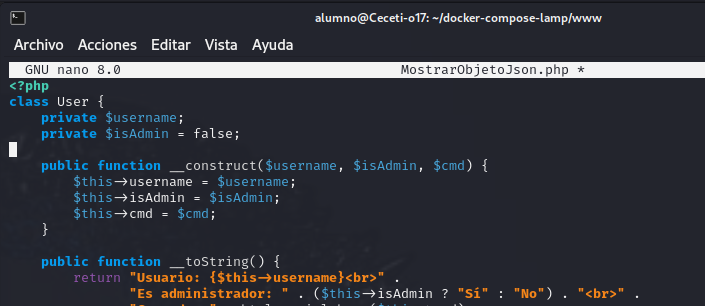 alumno@Ceceti-o17: ~/docker-compose-lamp/www
Archivo Acciones Editar Vista Ayuda
GNU nano 8.0 MostrarObjetoJson.php *
<?php
class User {
    private $username;
    private $isAdmin = false;
    public function __construct($username, $isAdmin, $cmd) {
        $this→username = $username;
        $this→isAdmin = $isAdmin;
        $this→cmd = $cmd;
    }
    public function __toString() {
        return "Usuario: {$this→username}<br>" .
               "Es administrador: " . ($this→isAdmin ? "Sí" : "No") . "<br>" .